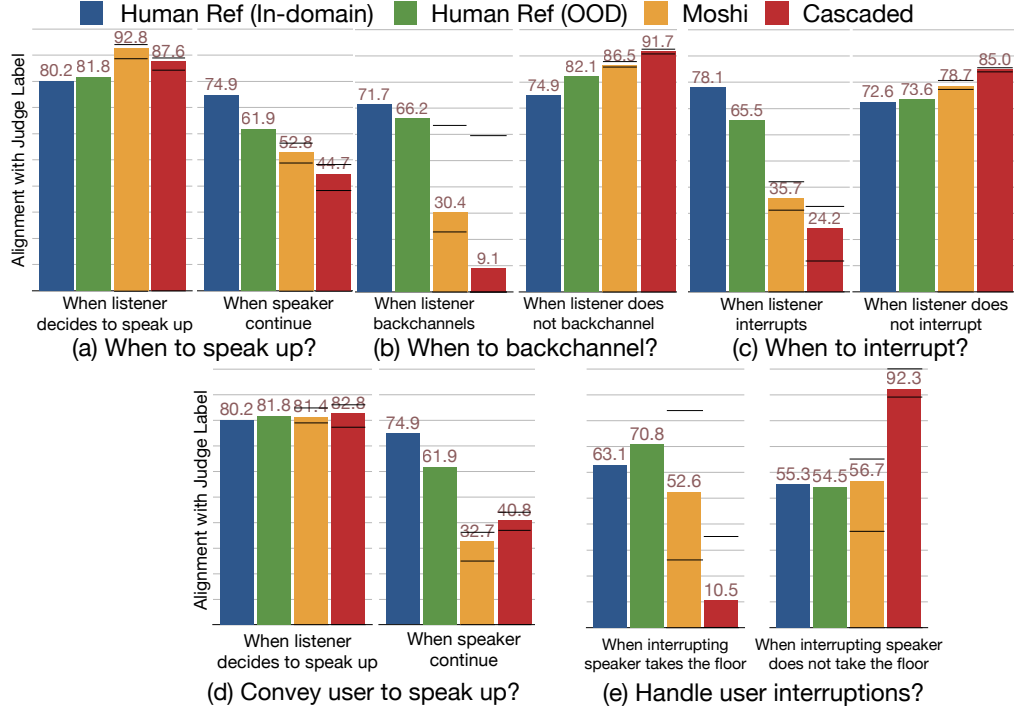 Human Ref (In-domain) Human Ref (OOD) Moshi Cascaded
Alignment with Judge Label
80.2 81.8 92.8 87.6
74.9 61.9 52.8 44.7
71.7 66.2 30.4 9.1
74.9 82.1 86.5 91.7
78.1 65.5 35.7 24.2
72.6 73.6 78.7 85.0
When listener
decides to speak up
When speaker
continue
When listener
backchannels
When listener does
not backchannel
When listener
interrupts
When listener does
not interrupt
(a) When to speak up?
(b) When to backchannel?
(c) When to interrupt?
Alignment with Judge Label
80.2 81.8 81.4 82.8
74.9 61.9 32.7 40.8
63.1 70.8 52.6 10.5
55.3 54.5 56.7 92.3
When listener
decides to speak up
When speaker
continue
When interrupting
speaker takes the floor
When interrupting speaker
does not take the floor
(d) Convey user to speak up?
(e) Handle user interruptions?